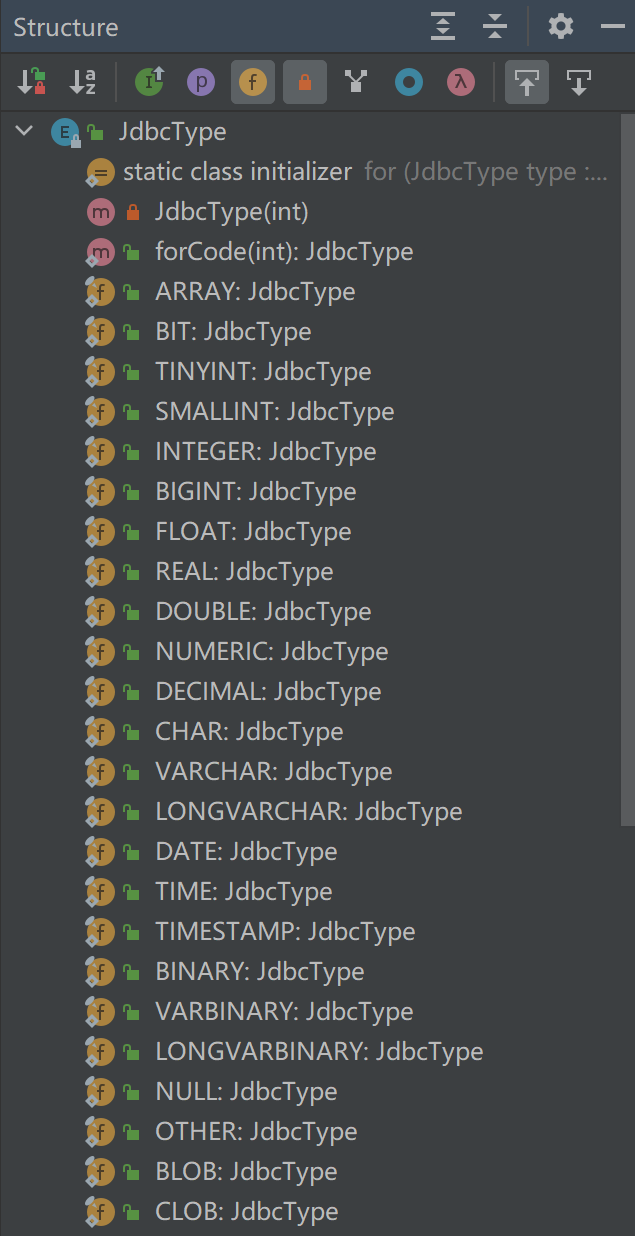 Structure
JdbcType
static class initializer for (JdbcType type :...
JdbcType(int)
forCode(int): JdbcType
ARRAY: JdbcType
BIT: JdbcType
TINYINT: JdbcType
SMALLINT: JdbcType
INTEGER: JdbcType
BIGINT: JdbcType
FLOAT: JdbcType
REAL: JdbcType
DOUBLE: JdbcType
NUMERIC: JdbcType
DECIMAL: JdbcType
CHAR: JdbcType
VARCHAR: JdbcType
LONGVARCHAR: JdbcType
DATE: JdbcType
TIME: JdbcType
TIMESTAMP: JdbcType
BINARY: JdbcType
VARBINARY: JdbcType
LONGVARBINARY: JdbcType
NULL: JdbcType
OTHER: JdbcType
BLOB: JdbcType
CLOB: JdbcType